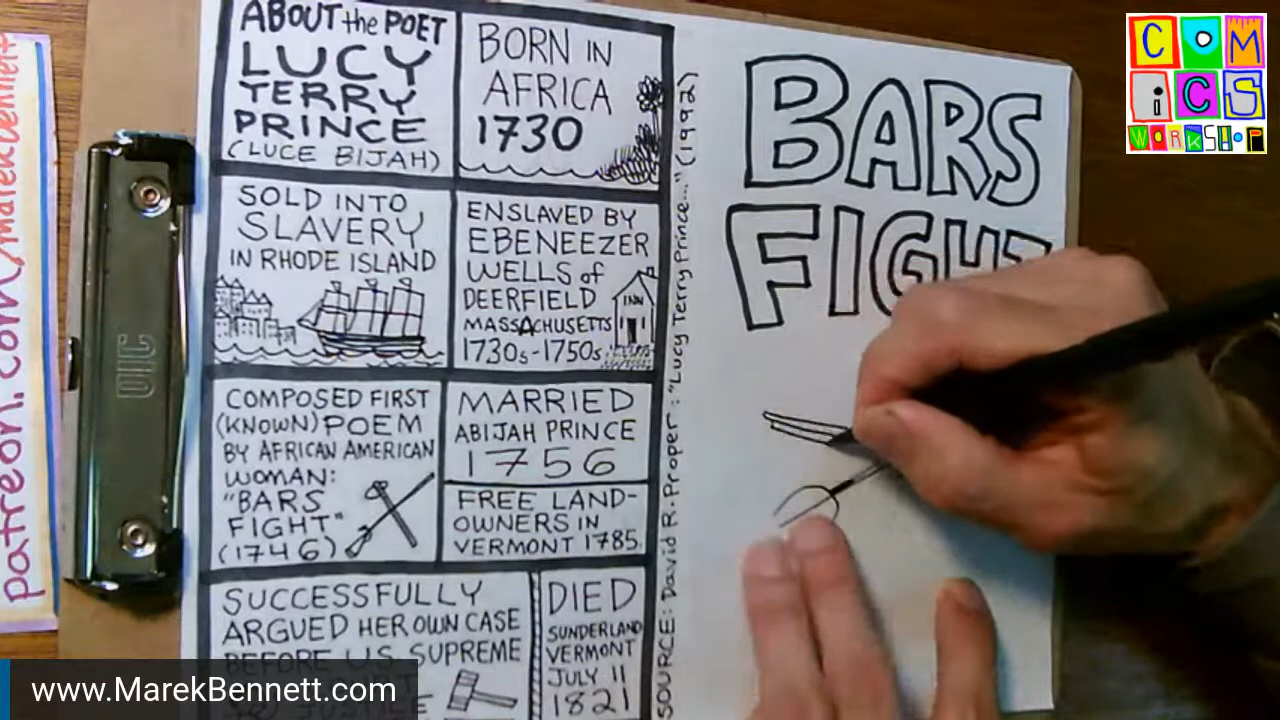 ABOUT the POET
LUCY
TERRY
PRINCE
(LUCE BIJAH)
BORN IN
AFRICA
1730
SOLD INTO
SLAVERY
IN RHODE ISLAND
ENSLAVED BY
EBENEEZER
WELLS of
DEERFIELD
MASSACHUSETTS
1730s-1750s
INN
COMPOSED FIRST
(KNOWN) POEM
BY AFRICAN AMERICAN
WOMAN:
"BARS
FIGHT"
(1746)
MARRIED
ABIJAH PRINCE
1756
FREE LAND-
OWNERS IN
VERMONT 1785
SUCCESSFULLY
ARGUED HER OWN CASE
BEFORE U.S. SUPREME
DIED
SUNDERLAND
VERMONT
JULY 11
1821
SOURCE: David R. Proper: "Lucy Terry Prince..." (1992)
BARS
FIGHT
patreon.com/marekbennett
OIC
COMiCS
WORKSHOP
www.MarekBennett.com